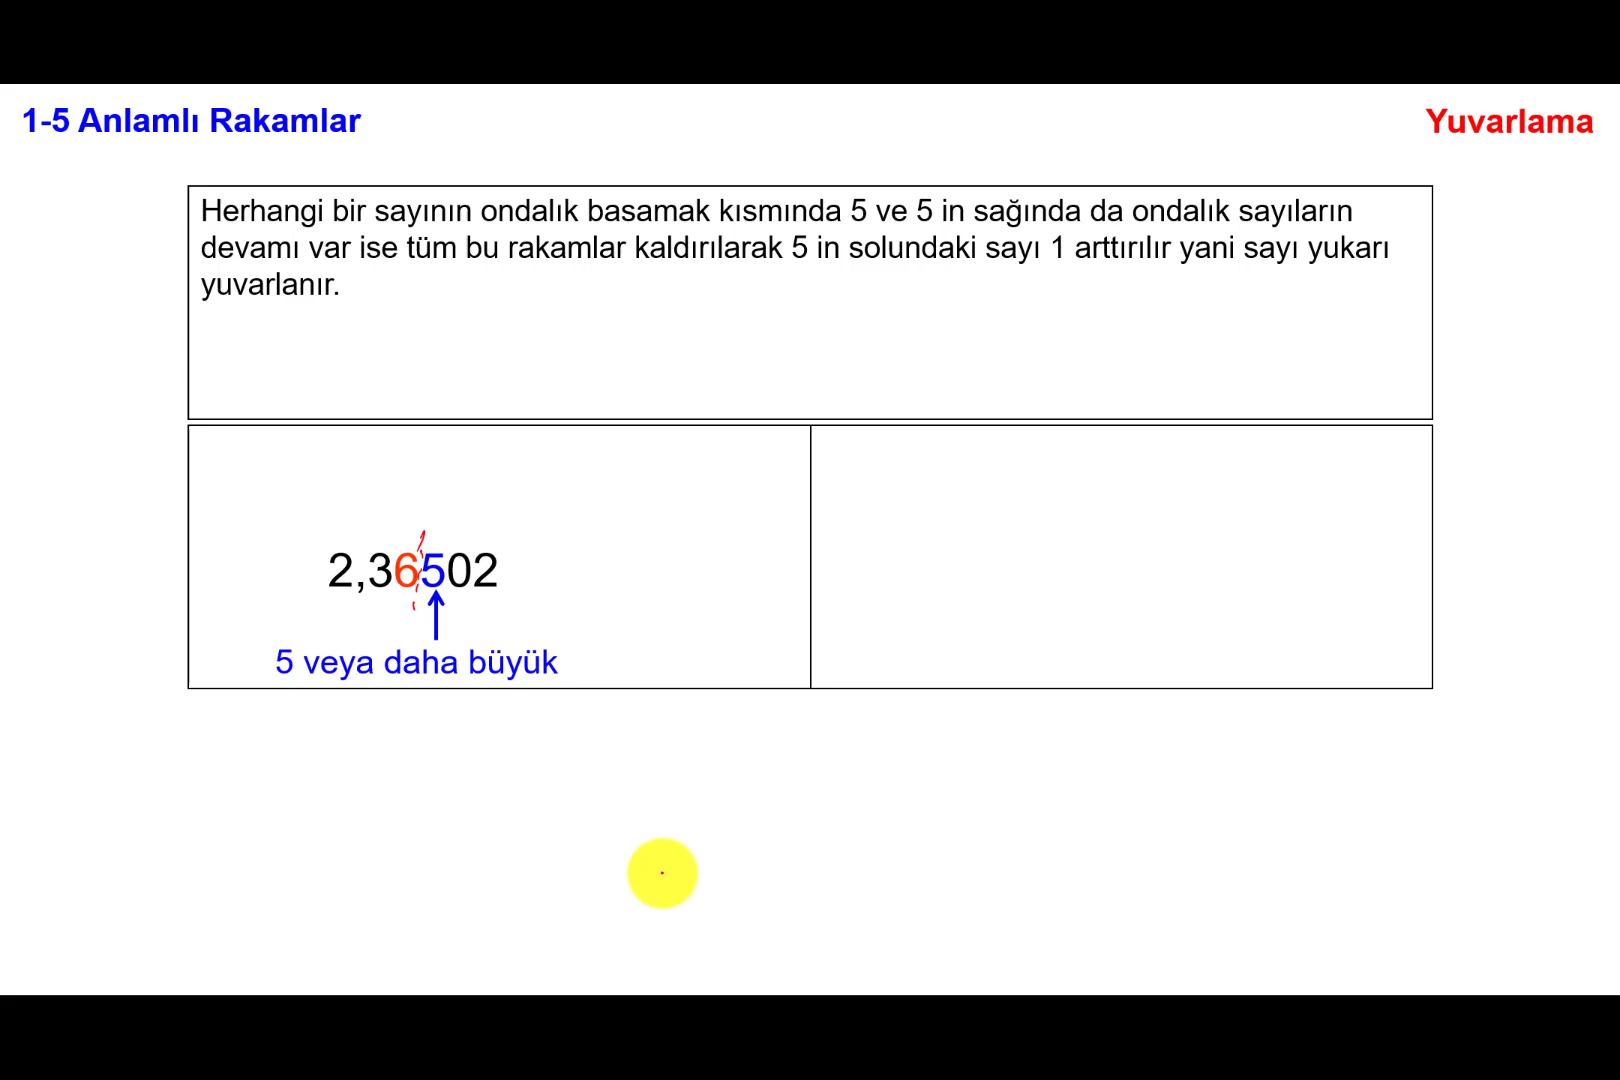 1-5 Anlamlı Rakamlar
Yuvarlama
Herhangi bir sayının ondalık basamak kısmında 5 ve 5 in sağında da ondalık sayıların
devamı var ise tüm bu rakamlar kaldırılarak 5 in solundaki sayı 1 arttırılır yani sayı yukarı
yuvarlanır.
2,36502
5 veya daha büyük